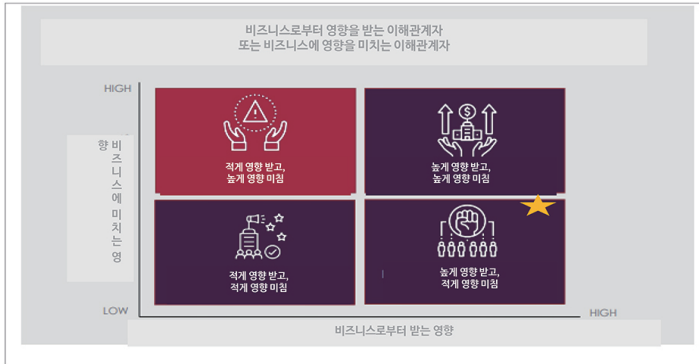 비즈니스로부터 영향을 받는 이해관계자
또는 비즈니스에 영향을 미치는 이해관계자
HIGH
적게 영향 받고,
높게 영향 미침
높게 영향 받고,
높게 영향 미침
비즈니스에 미치는 영
향
적게 영향 받고,
적게 영향 미침
높게 영향 받고,
적게 영향 미침
LOW
HIGH
비즈니스로부터 받는 영향